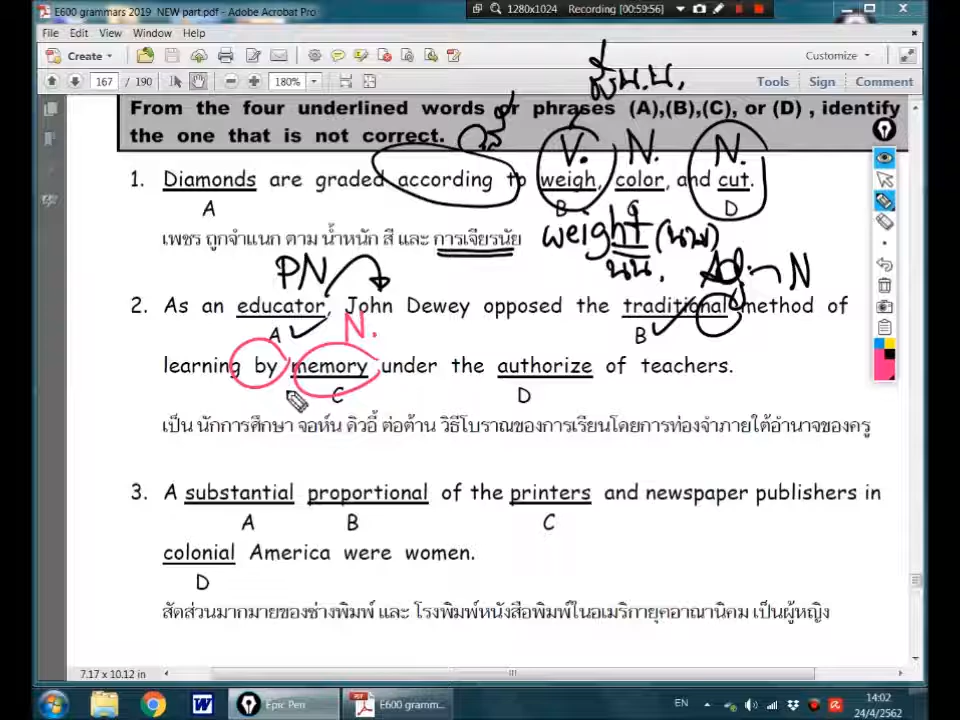 E600 grammars 2019 NEW part.pdf - Adobe Acrobat Pro
1280x1024 Recording [00:59:56]
File Edit View Window Help
Create
Customize
167 / 190
180%
Tools Sign Comment
From the four underlined words or phrases (A),(B),(C), or (D) , identify
the one that is not correct.
V. N. N.
1. Diamonds are graded according to weigh, color, and cut.
A B D
weight (นน)
เพชร ถูกจำแนก ตาม น้ำหนัก สี และ การเจียรนัย
นน.
PN Adj N
2. As an educator, John Dewey opposed the traditional method of
N.
A B
learning by memory under the authorize of teachers.
C D
เป็น นักการศึกษา จอห์น ดิวอี้ ต่อต้าน วิธีโบราณของการเรียนโดยการท่องจำภายใต้อำนาจของครู
3. A substantial proportional of the printers and newspaper publishers in
A B C
colonial America were women.
D
สัดส่วนมากมายของช่างพิมพ์ และ โรงพิมพ์หนังสือพิมพ์ในอเมริกายุคอาณานิคม เป็นผู้หญิง
7.17 x 10.12 in
Epic Pen
E600 gramm...
EN
14:02
24/4/2562